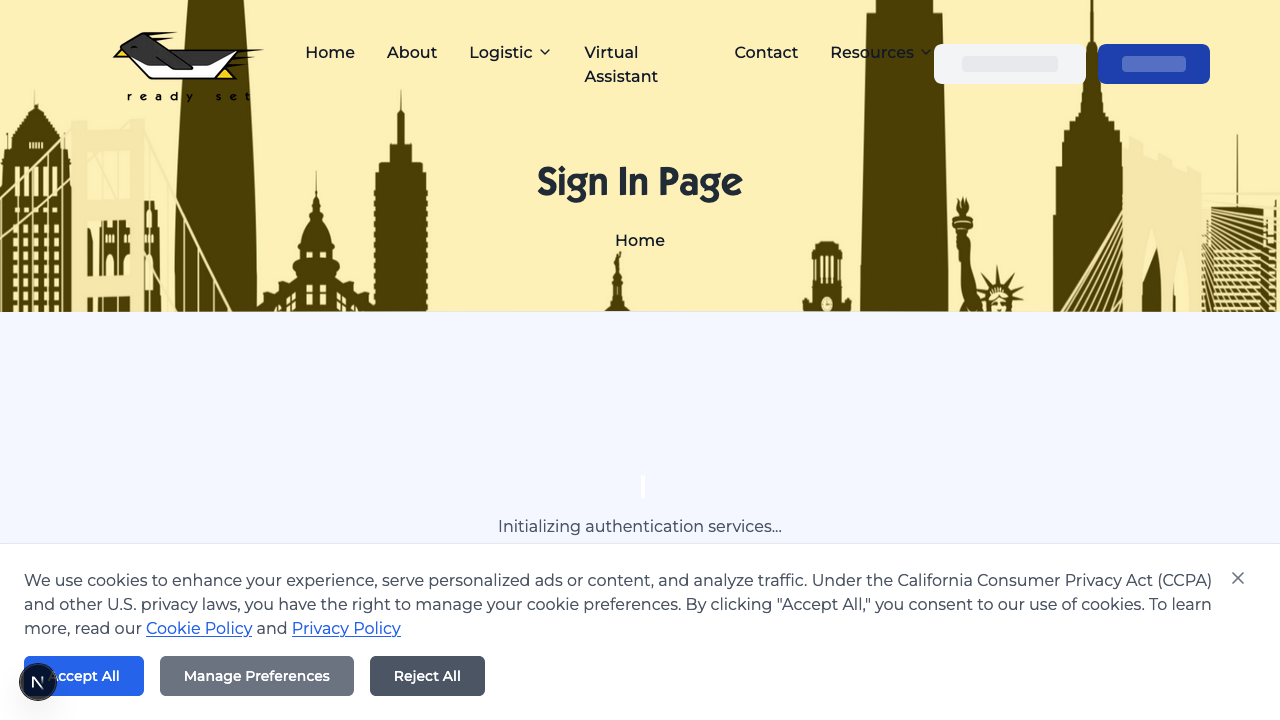 ready set
Home
About
Logistic
Virtual
Assistant
Contact
Resources
Sign In Page
Home
Initializing authentication services...
We use cookies to enhance your experience, serve personalized ads or content, and analyze traffic. Under the California Consumer Privacy Act (CCPA)
and other U.S. privacy laws, you have the right to manage your cookie preferences. By clicking "Accept All," you consent to our use of cookies. To learn
more, read our Cookie Policy and Privacy Policy
Accept All
Manage Preferences
Reject All
N